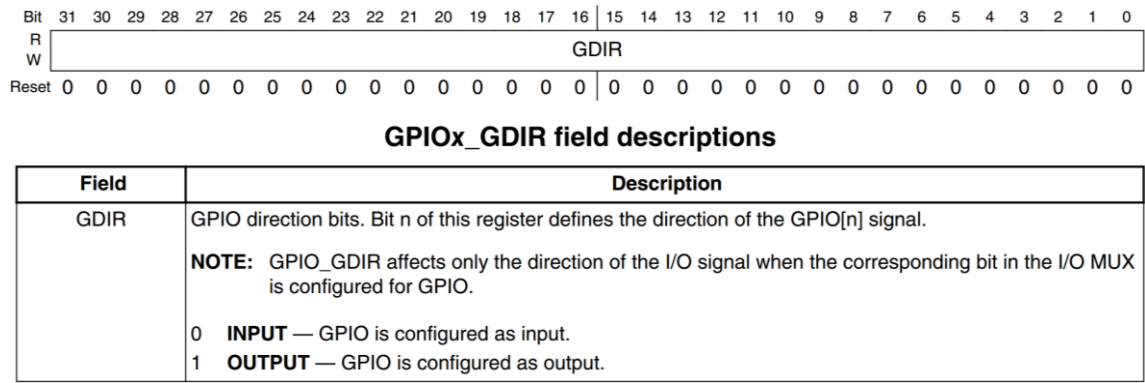 Bit 31 30 29 28 27 26 25 24 23 22 21 20 19 18 17 16 15 14 13 12 11 10 9 8 7 6 5 4 3 2 1 0
R
GDIR
W
Reset 0 0 0 0 0 0 0 0 0 0 0 0 0 0 0 0 0 0 0 0 0 0 0 0 0 0 0 0 0 0 0 0
GPIOx_GDIR field descriptions
Field Description
GDIR GPIO direction bits. Bit n of this register defines the direction of the GPIO[n] signal.
NOTE: GPIO_GDIR affects only the direction of the I/O signal when the corresponding bit in the I/O MUX
is configured for GPIO.
0 INPUT — GPIO is configured as input.
1 OUTPUT — GPIO is configured as output.